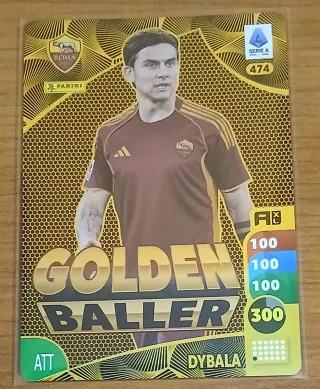 ROMA
SERIE A
474
PANINI
GOLDEN
BALLER
100
100
100
300
ATT
DYBALA